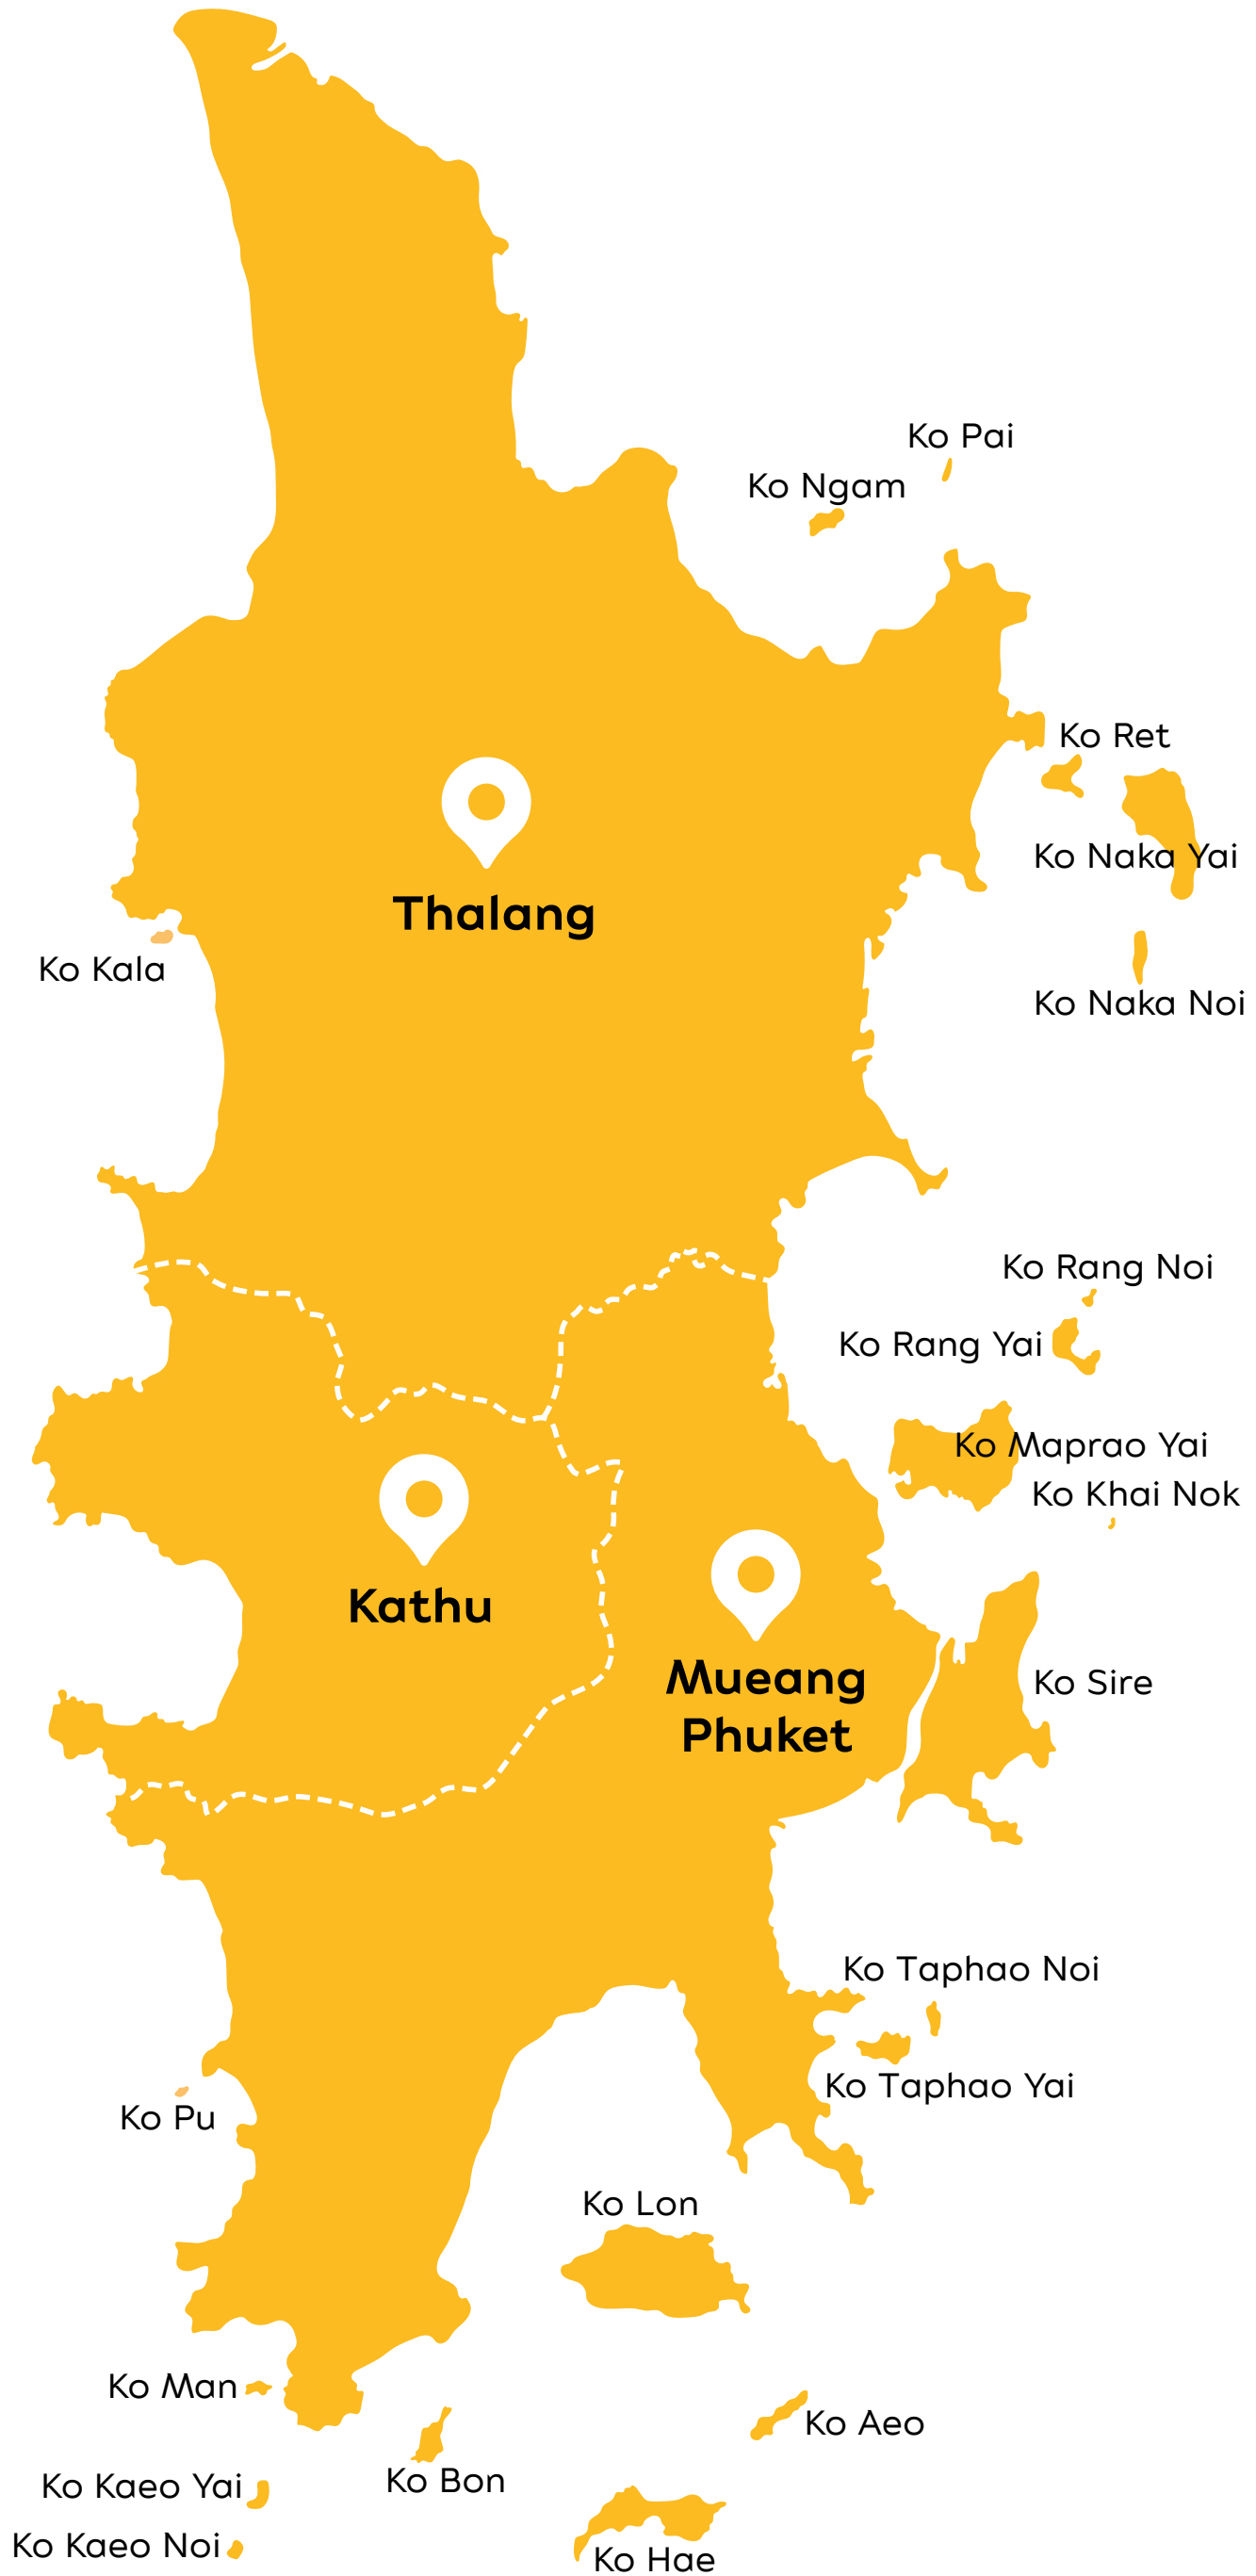 Ko Pai
Ko Ngam
Ko Ret
Ko Naka Yai
Thalang
Ko Kala
Ko Naka Noi
Ko Rang Noi
Ko Rang Yai
Ko Maprao Yai
Ko Khai Nok
Kathu
Mueang
Phuket
Ko Sire
Ko Taphao Noi
Ko Taphao Yai
Ko Pu
Ko Lon
Ko Man
Ko Aeo
Ko Bon
Ko Kaeo Yai
Ko Kaeo Noi
Ko Hae